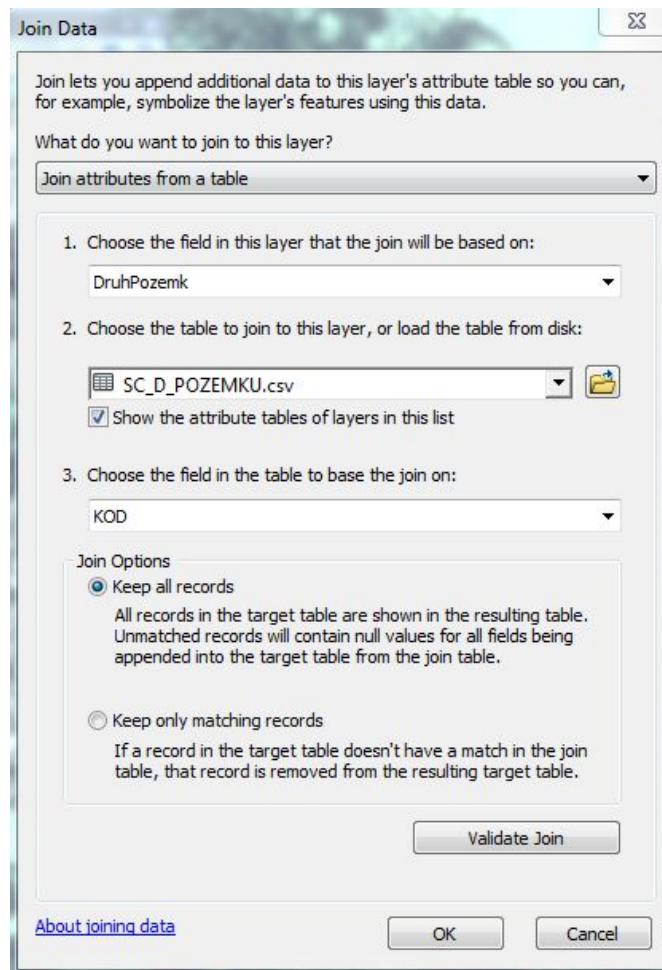 Join Data
Join lets you append additional data to this layer's attribute table so you can,
for example, symbolize the layer's features using this data.
What do you want to join to this layer?
Join attributes from a table
1. Choose the field in this layer that the join will be based on:
DruhPozemk
2. Choose the table to join to this layer, or load the table from disk:
SC_D_POZEMKU.csv
Show the attribute tables of layers in this list
3. Choose the field in the table to base the join on:
KOD
Join Options
Keep all records
All records in the target table are shown in the resulting table.
Unmatched records will contain null values for all fields being
appended into the target table from the join table.
Keep only matching records
If a record in the target table doesn't have a match in the join
table, that record is removed from the resulting target table.
Validate Join
About joining data
OK
Cancel